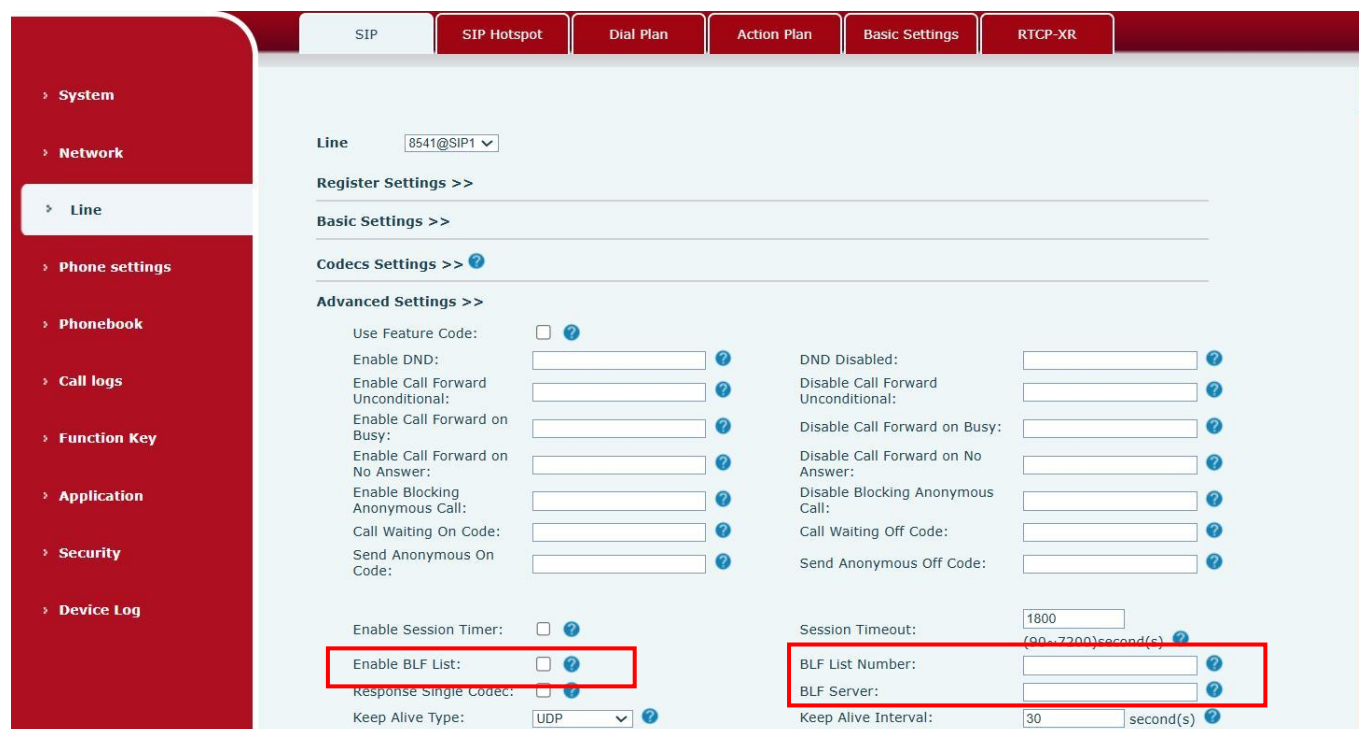 SIP
SIP Hotspot
Dial Plan
Action Plan
Basic Settings
RTCP-XR
› System
› Network
› Line
› Phone settings
› Phonebook
› Call logs
› Function Key
› Application
› Security
› Device Log
Line 8541@SIP1
Register Settings >>
Basic Settings >>
Codecs Settings >> ?
Advanced Settings >>
Use Feature Code: ?
Enable DND: ? DND Disabled: ?
Enable Call Forward
Unconditional: ? Disable Call Forward
Unconditional: ?
Enable Call Forward on
Busy: ? Disable Call Forward on Busy: ?
Enable Call Forward on
No Answer: ? Disable Call Forward on No
Answer: ?
Enable Blocking
Anonymous Call: ? Disable Blocking Anonymous
Call: ?
Call Waiting On Code: ? Call Waiting Off Code: ?
Send Anonymous On
Code: ? Send Anonymous Off Code: ?
Enable Session Timer: ? Session Timeout: 1800
(90~7200)second(s) ?
Enable BLF List: ? BLF List Number: ?
Response Single Codec: ? BLF Server: ?
Keep Alive Type: UDP ? Keep Alive Interval: 30 second(s) ?